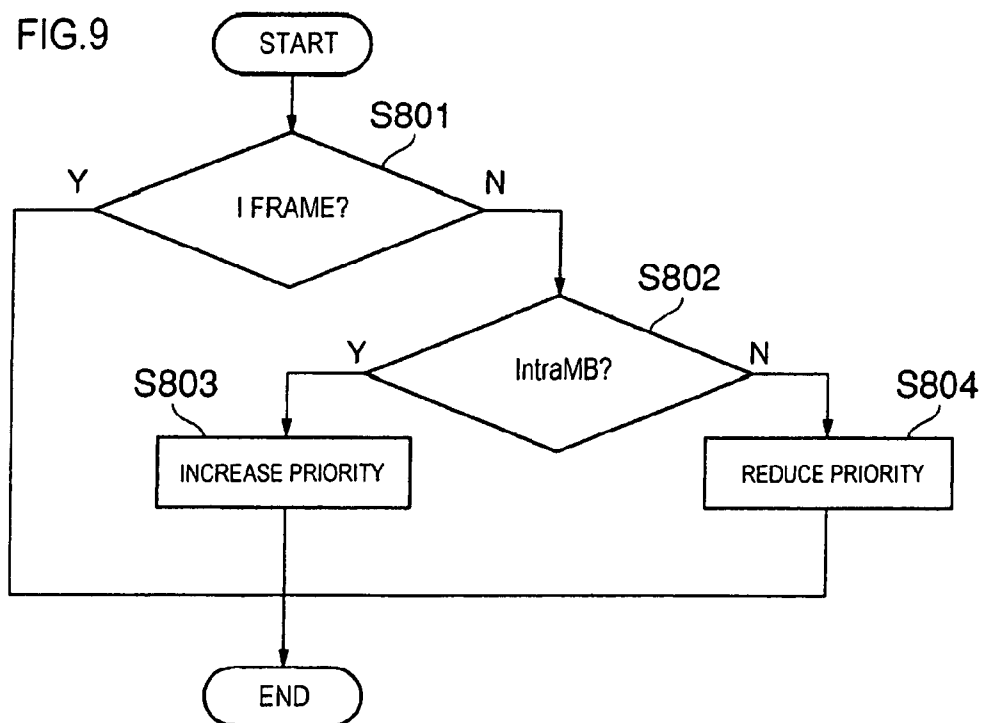 FIG.9
START
S801
Y
N
I FRAME?
S802
Y
N
IntraMB?
S803
S804
INCREASE PRIORITY
REDUCE PRIORITY
END